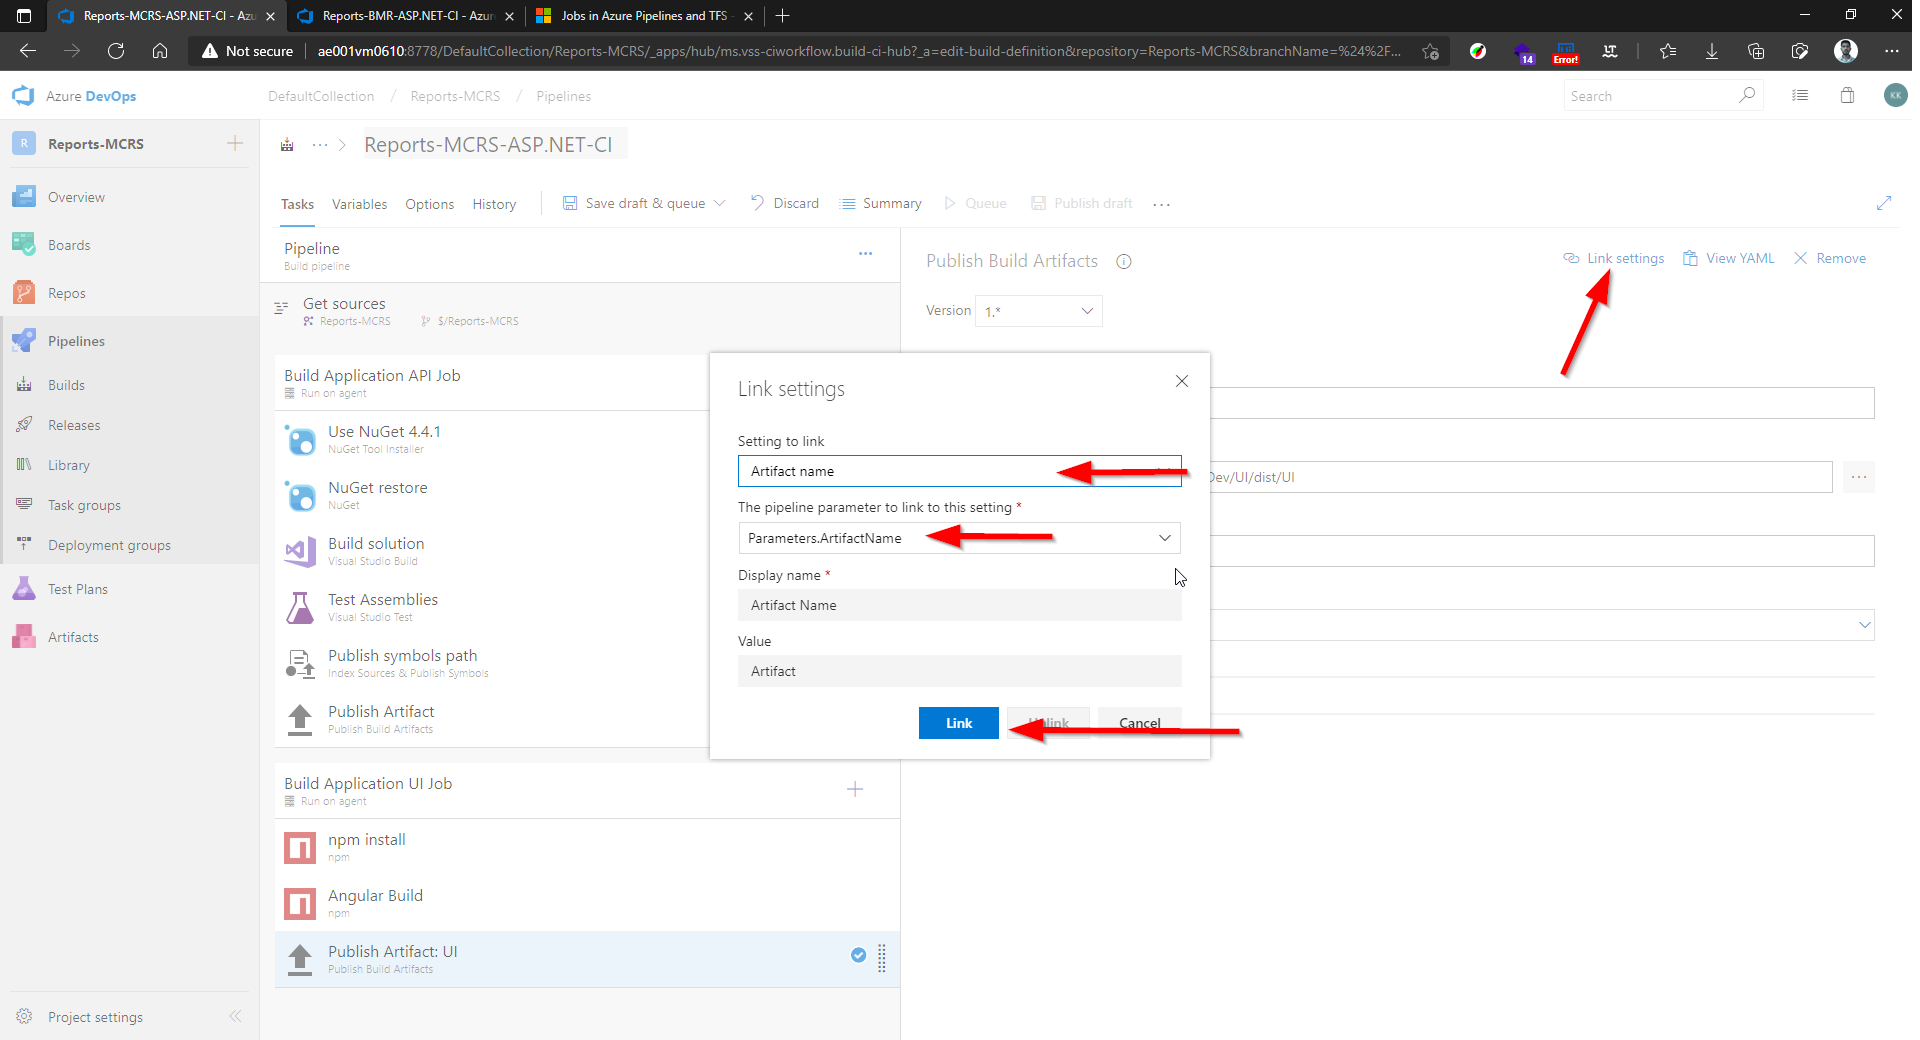 Reports-MCRS-ASP.NET-CI - Azu
Reports-BMR-ASP.NET-CI - Azur
Jobs in Azure Pipelines and TFS -
Not secure
ae001vm0610:8778/DefaultCollection/Reports-MCRS/_apps/hub/ms.vss-ciworkflow.build-ci-hub?_a=edit-build-definition&repository=Reports-MCRS&branchName=%24%2F...
14
Error!
Azure DevOps
DefaultCollection / Reports-MCRS / Pipelines
Search
KK
R
Reports-MCRS
Overview
Boards
Repos
Pipelines
Builds
Releases
Library
Task groups
Deployment groups
Test Plans
Artifacts
Project settings
... > Reports-MCRS-ASP.NET-CI
Tasks Variables Options History Save draft & queue Discard Summary Queue Publish draft ...
Pipeline
Build pipeline
Get sources
Reports-MCRS $/Reports-MCRS
Build Application API Job
Run on agent
Use NuGet 4.4.1
NuGet Tool Installer
NuGet restore
NuGet
Build solution
Visual Studio Build
Test Assemblies
Visual Studio Test
Publish symbols path
Index Sources & Publish Symbols
Publish Artifact
Publish Build Artifacts
Build Application UI Job
Run on agent
npm install
npm
Angular Build
npm
Publish Artifact: UI
Publish Build Artifacts
Publish Build Artifacts
Link settings View YAML Remove
Version 1.*
Dev/UI/dist/UI
Link settings
Setting to link
Artifact name
The pipeline parameter to link to this setting *
Parameters.ArtifactName
Display name *
Artifact Name
Value
Artifact
Link Unlink Cancel